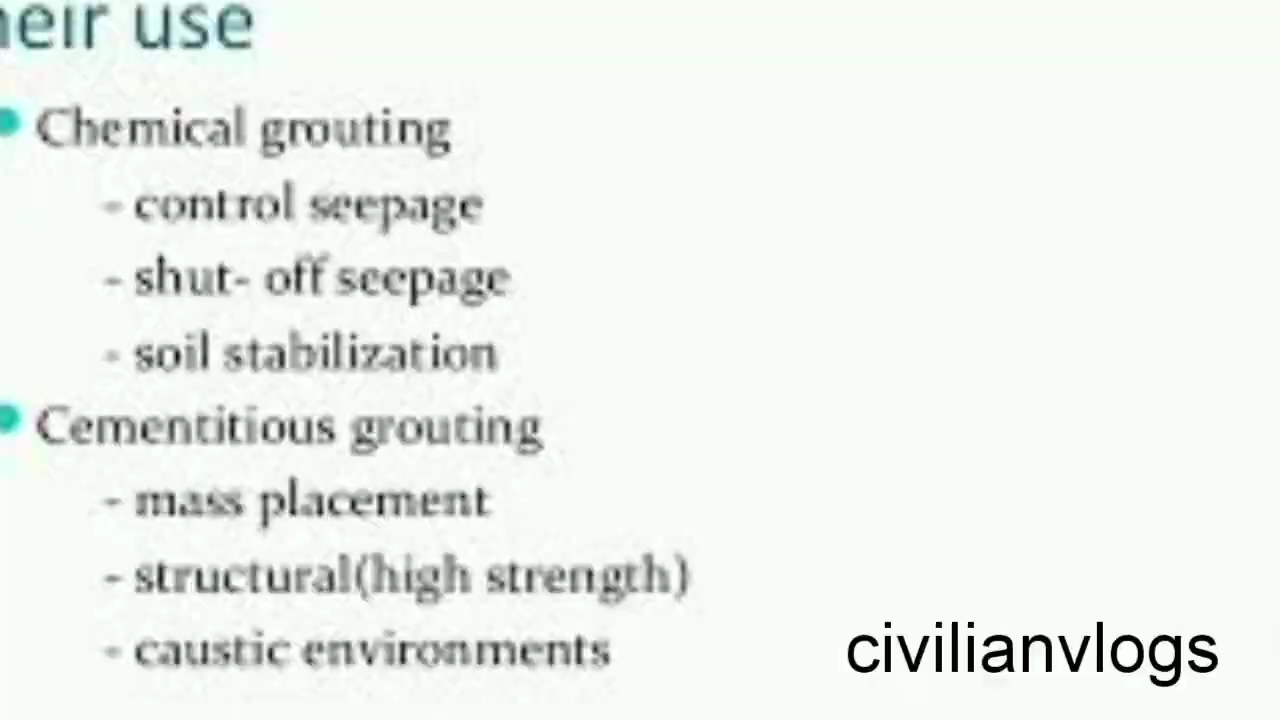 heir use
Chemical grouting
- control seepage
- shut- off seepage
- soil stabilization
Cementitious grouting
- mass placement
- structural(high strength)
- caustic environments
civilianvlogs